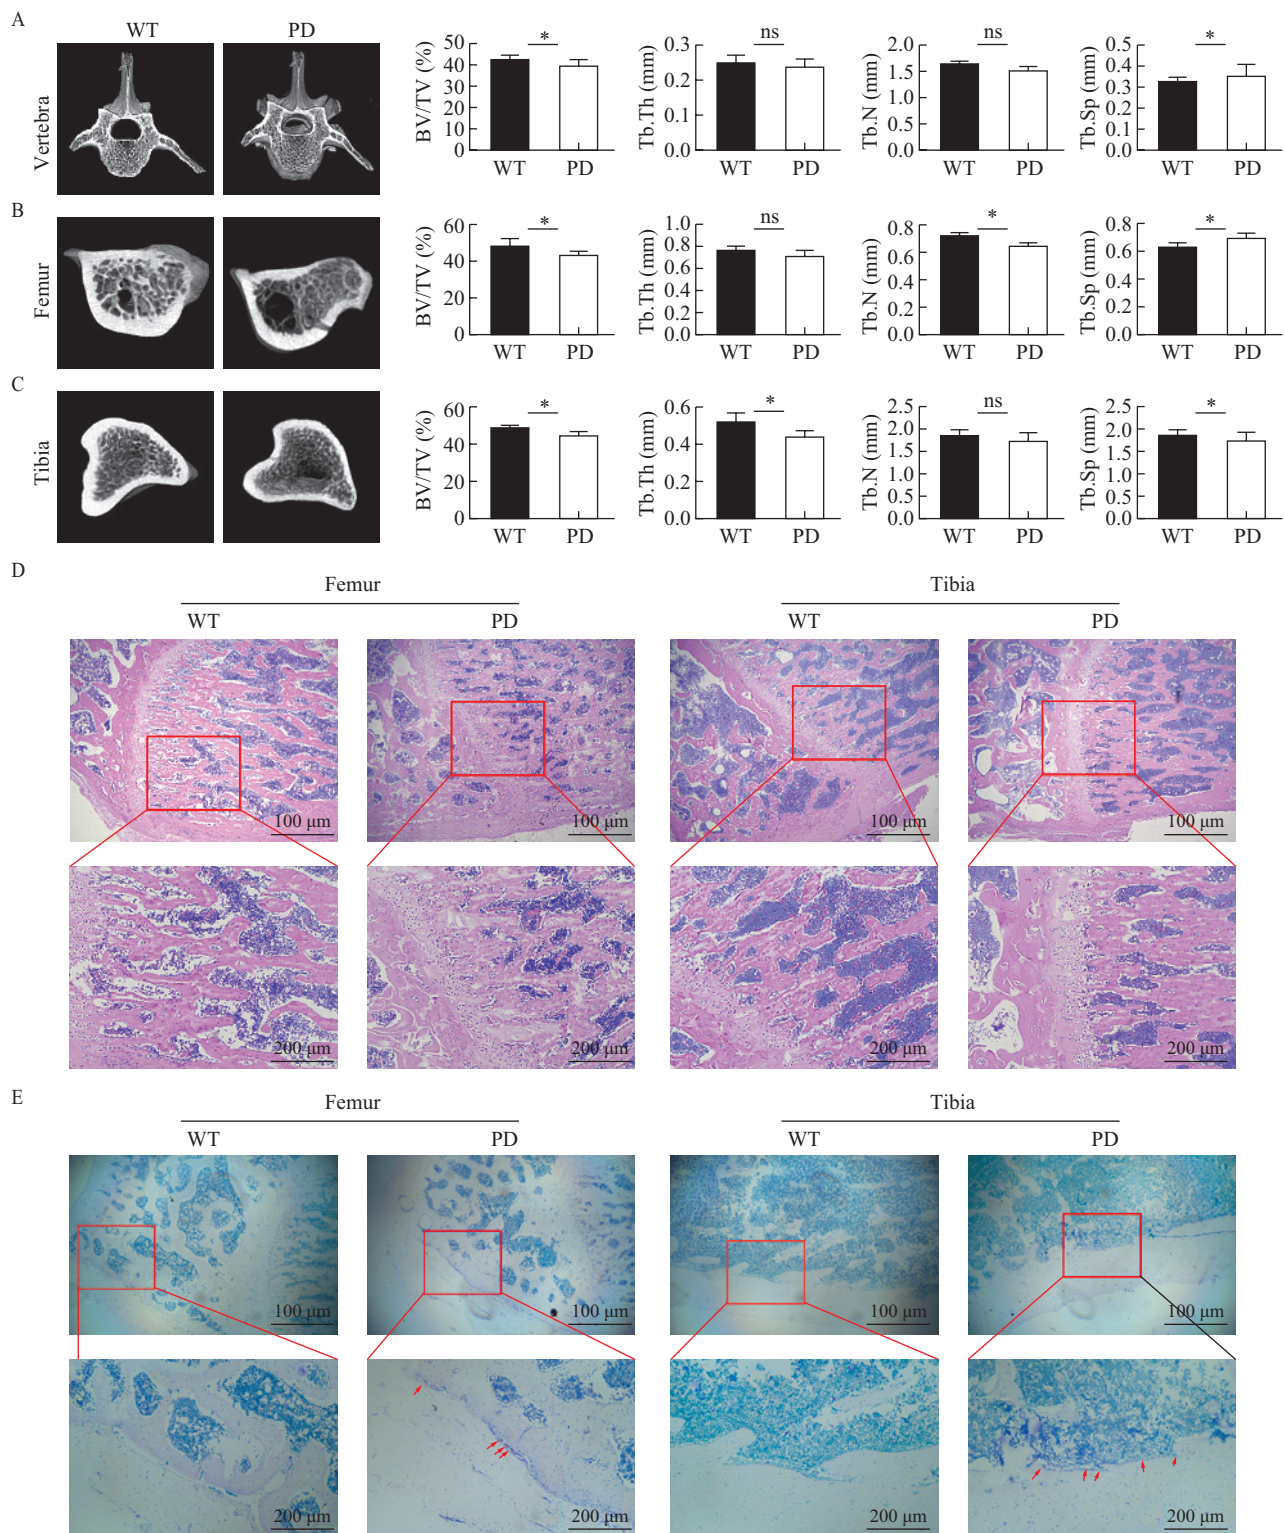 A
WT PD
Vertebra
BV/TV (%)
50
40
30
20
10
0
*
WT PD
Tb.Th (mm)
0.3
0.2
0.1
0.0
ns
WT PD
Tb.N (mm)
2.0
1.5
1.0
0.5
0.0
ns
WT PD
Tb.Sp (mm)
0.5
0.4
0.3
0.2
0.1
0.0
*
WT PD
B
Femur
BV/TV (%)
60
40
20
0
*
WT PD
Tb.Th (mm)
1.0
0.8
0.6
0.4
0.2
0.0
ns
WT PD
Tb.N (mm)
0.8
0.6
0.4
0.2
0.0
*
WT PD
Tb.Sp (mm)
0.8
0.6
0.4
0.2
0.0
*
WT PD
C
Tibia
BV/TV (%)
60
40
20
0
*
WT PD
Tb.Th (mm)
0.6
0.4
0.2
0.0
*
WT PD
Tb.N (mm)
2.5
2.0
1.5
1.0
0.5
0.0
ns
WT PD
Tb.Sp (mm)
2.5
2.0
1.5
1.0
0.5
0.0
*
WT PD
D
Femur Tibia
WT PD WT PD
100 μm 100 μm 100 μm 100 μm
200 μm 200 μm 200 μm 200 μm
E
Femur Tibia
WT PD WT PD
100 μm 100 μm 100 μm 100 μm
200 μm 200 μm 200 μm 200 μm